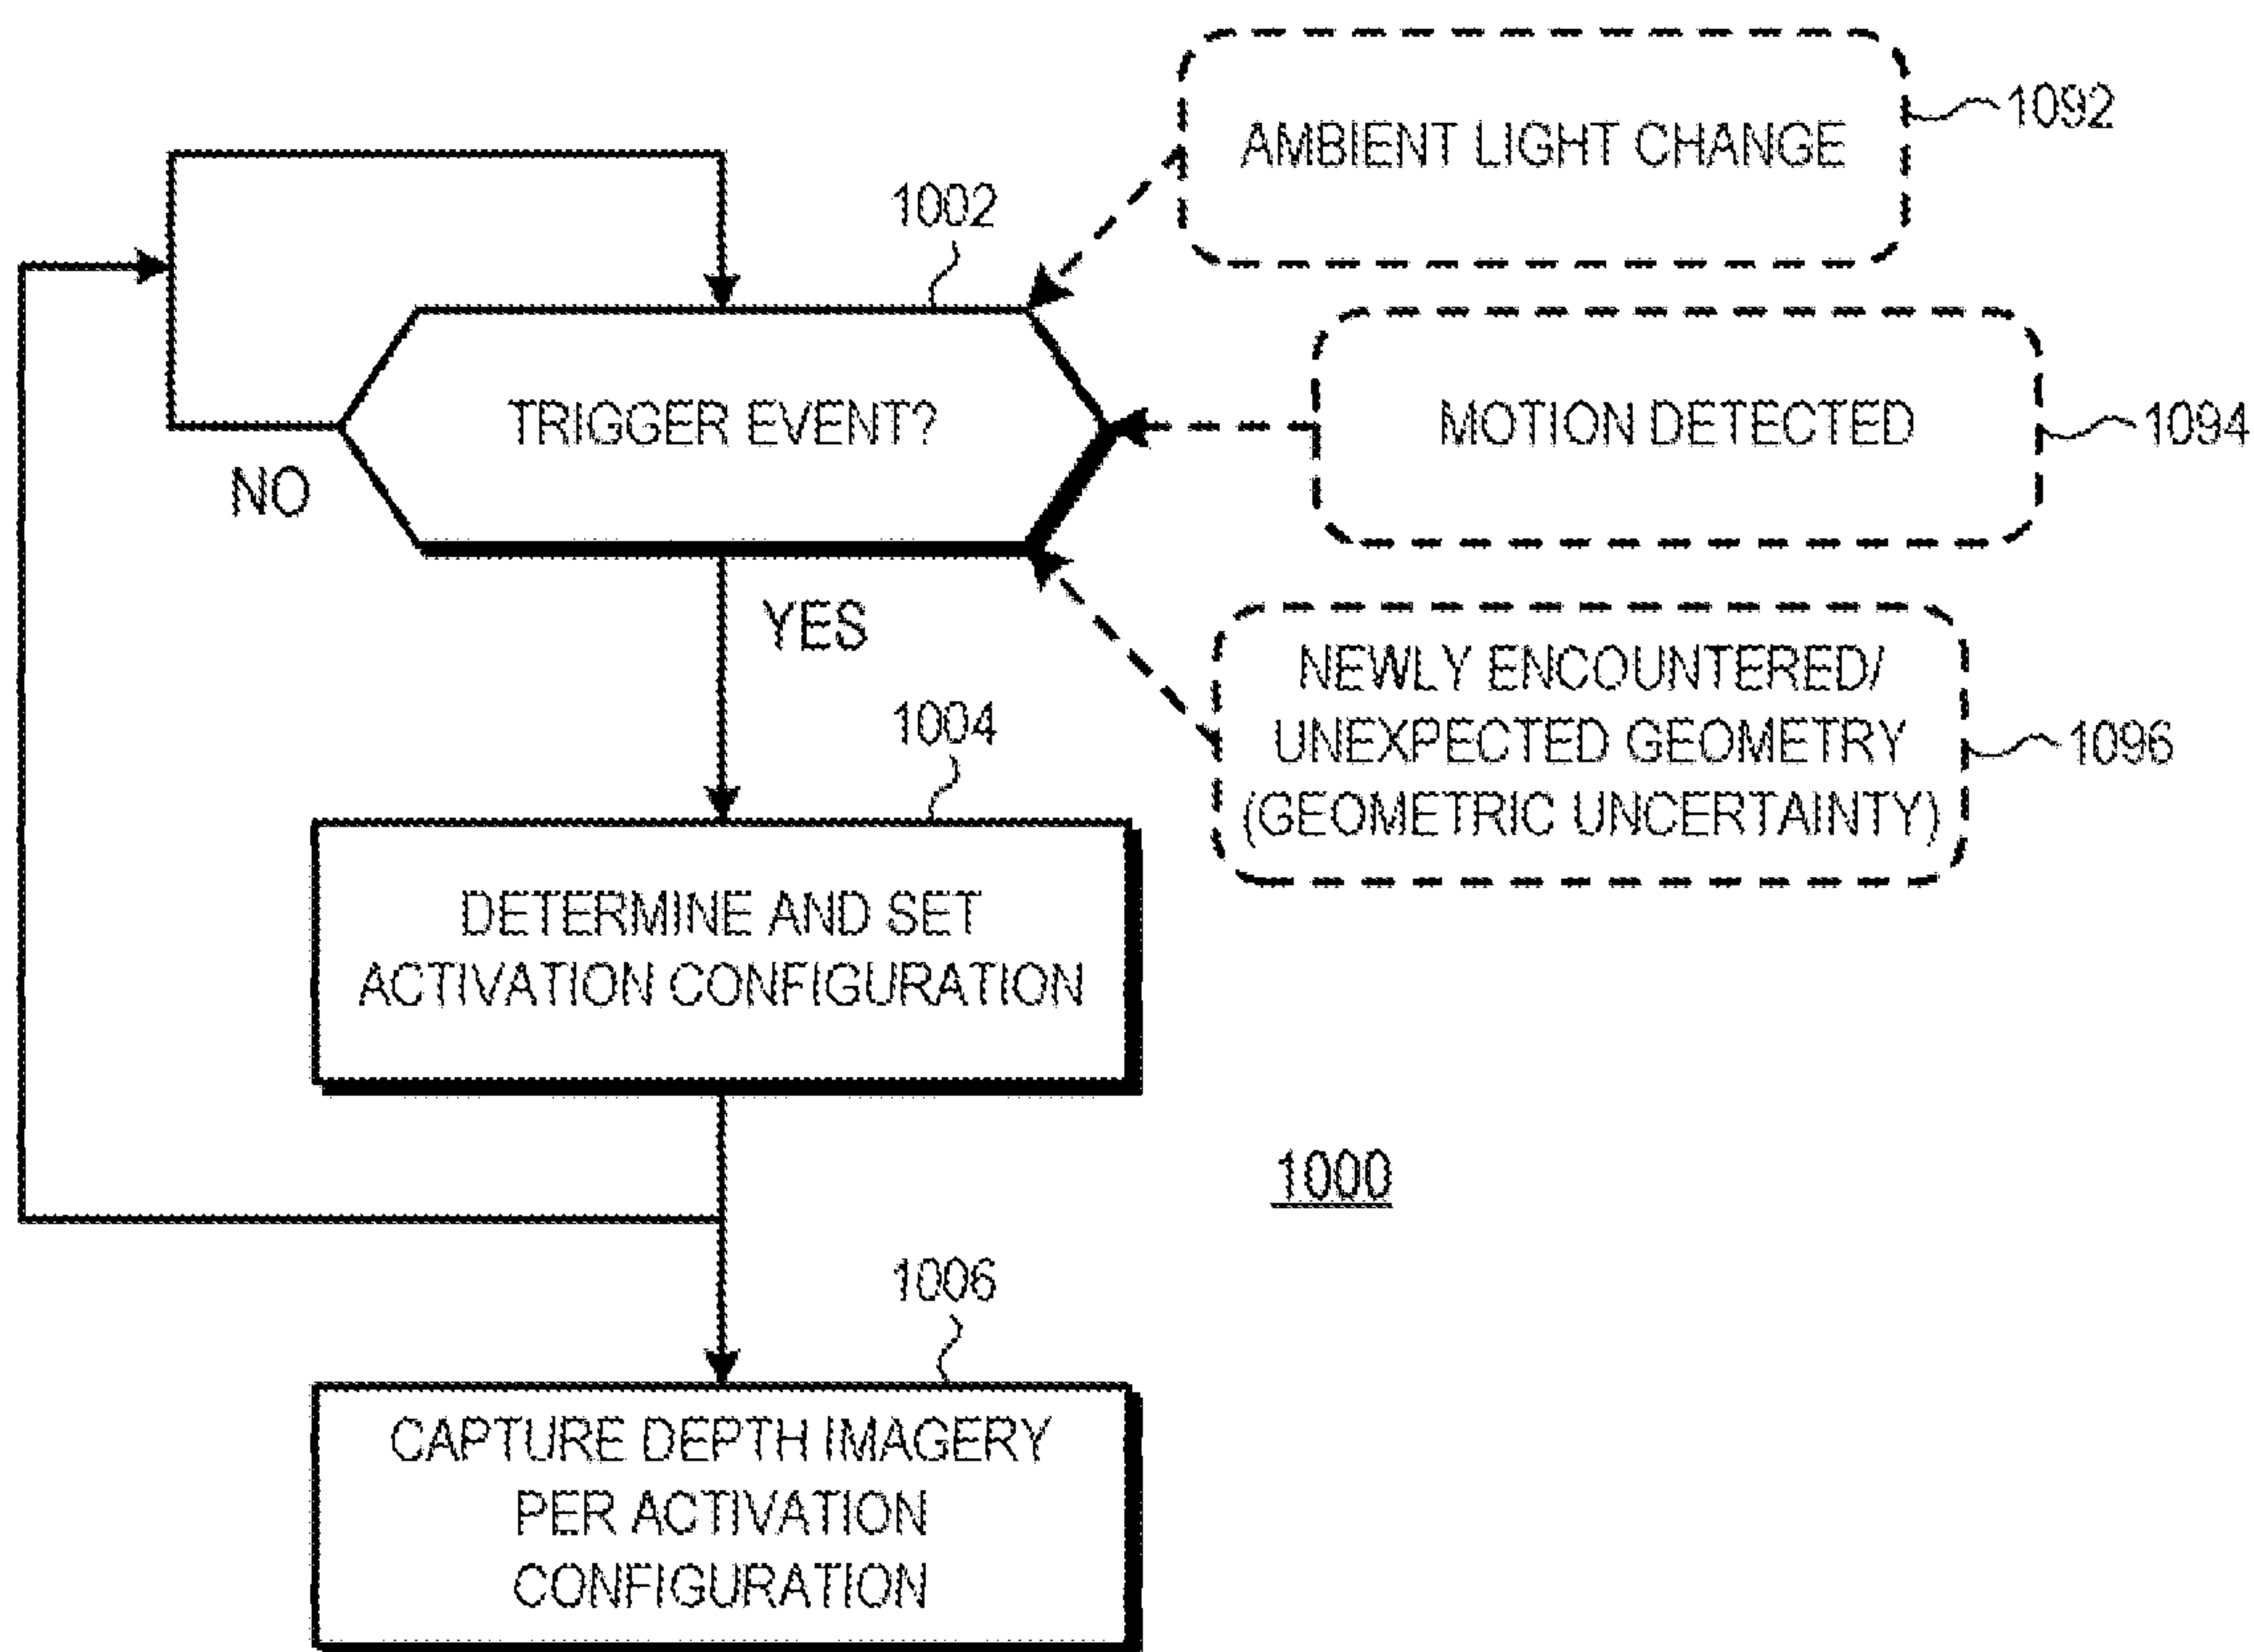 AMBIENT LIGHT CHANGE
1092
1002
TRIGGER EVENT?
MOTION DETECTED
1094
NO
YES
NEWLY ENCOUNTERED/
UNEXPECTED GEOMETRY
(GEOMETRIC UNCERTAINTY)
1096
1004
DETERMINE AND SET
ACTIVATION CONFIGURATION
1000
1006
CAPTURE DEPTH IMAGERY
PER ACTIVATION
CONFIGURATION